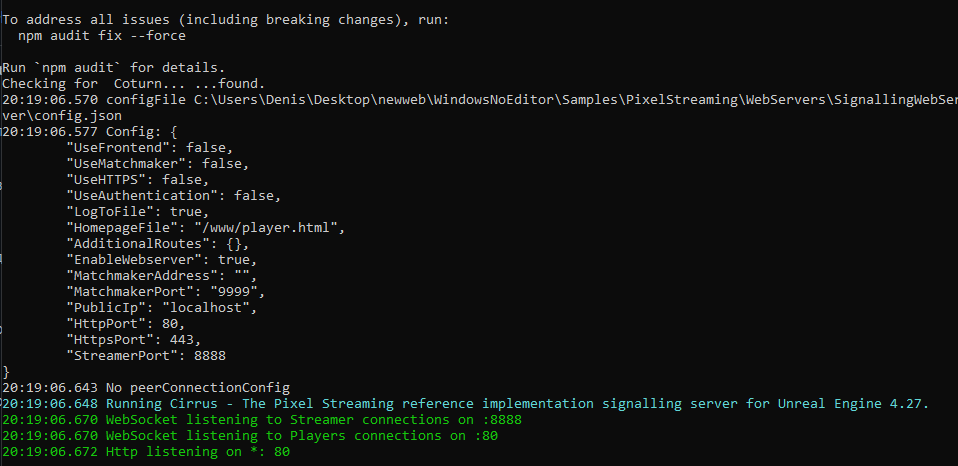 To address all issues (including breaking changes), run:
  npm audit fix --force

Run `npm audit` for details.
Checking for  Coturn... ...found.
20:19:06.570 configFile C:\Users\Denis\Desktop\newweb\WindowsNoEditor\Samples\PixelStreaming\WebServers\SignallingWebSer
ver\config.json
20:19:06.577 Config: {
        "UseFrontend": false,
        "UseMatchmaker": false,
        "UseHTTPS": false,
        "UseAuthentication": false,
        "LogToFile": true,
        "HomepageFile": "/www/player.html",
        "AdditionalRoutes": {},
        "EnableWebserver": true,
        "MatchmakerAddress": "",
        "MatchmakerPort": "9999",
        "PublicIp": "localhost",
        "HttpPort": 80,
        "HttpsPort": 443,
        "StreamerPort": 8888
}
20:19:06.643 No peerConnectionConfig
20:19:06.648 Running Cirrus - The Pixel Streaming reference implementation signalling server for Unreal Engine 4.27.
20:19:06.670 WebSocket listening to Streamer connections on :8888
20:19:06.670 WebSocket listening to Players connections on :80
20:19:06.672 Http listening on *: 80